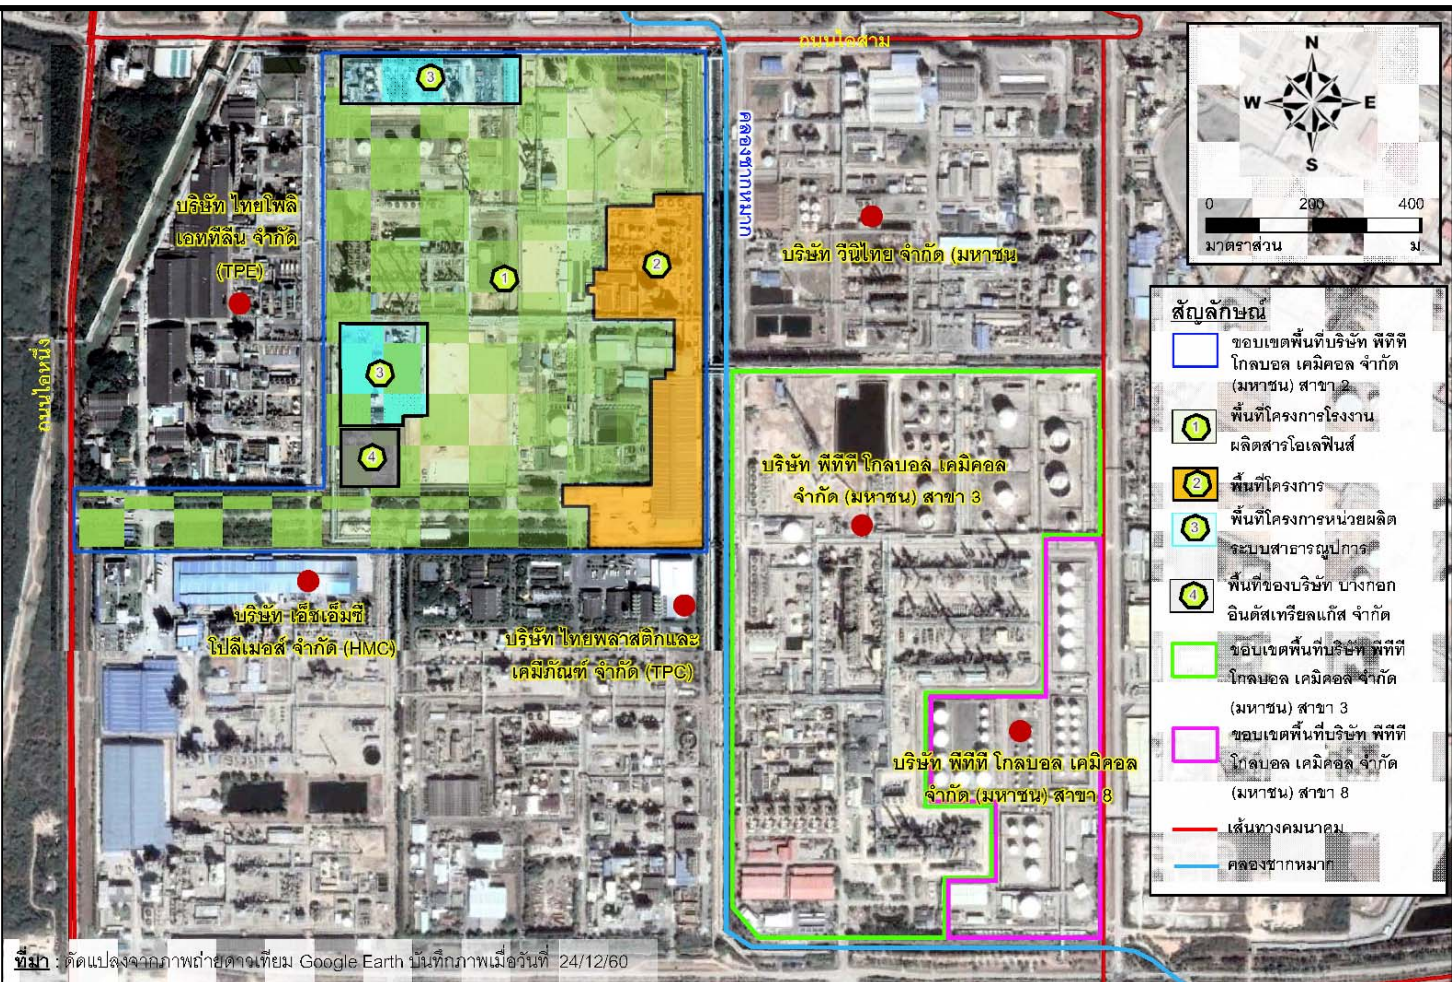 ถนนไอสาม
คลองชากหมาก
ถนนไอหนึ่ง
3
บริษัท ไทยโพลิ
เอททีลีน จำกัด
(TPE)
1
2
3
4
บริษัท วีนิไทย จำกัด (มหาชน
บริษัท พีทีที โกลบอล เคมิคอล
จำกัด (มหาชน) สาขา 3
บริษัท เอ็ชเอ็มซี
โปลีเมอส์ จำกัด (HMC)
บริษัท ไทยพลาสติกและ
เคมีภัณฑ์ จำกัด (TPC)
บริษัท พีทีที โกลบอล เคมิคอล
จำกัด (มหาชน) สาขา 8
N
W E
S
0 200 400
มาตราส่วน ม.
สัญลักษณ์
ขอบเขตพื้นที่บริษัท พีทีที
โกลบอล เคมิคอล จำกัด
(มหาชน) สาขา 2
1
พื้นที่โครงการโรงงาน
ผลิตสารโอเลฟินส์
2
พื้นที่โครงการ
3
พื้นที่โครงการหน่วยผลิต
ระบบสาธารณูปการ
4
พื้นที่ของบริษัท บางกอก
อินดัสเทรียลแก๊ส จำกัด
ขอบเขตพื้นที่บริษัท พีทีที
โกลบอล เคมิคอล จำกัด
(มหาชน) สาขา 3
ขอบเขตพื้นที่บริษัท พีทีที
โกลบอล เคมิคอล จำกัด
(มหาชน) สาขา 8
เส้นทางคมนาคม
คลองชากหมาก
ที่มา : ดัดแปลงจากภาพถ่ายดาวเทียม Google Earth บันทึกภาพเมื่อวันที่ 24/12/60